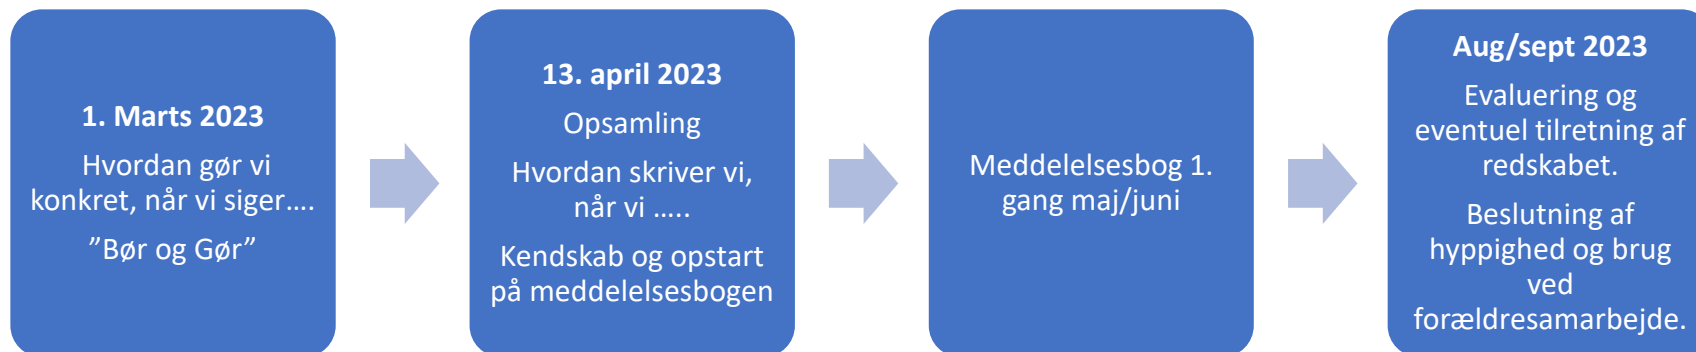 1. Marts 2023
Hvordan gør vi
konkret, når vi siger....
”Bør og Gør”
13. april 2023
Opsamling
Hvordan skriver vi,
når vi .....
Kendskab og opstart
på meddelelsesbogen
Meddelelsesbog 1.
gang maj/juni
Aug/sept 2023
Evaluering og
eventuel tilretning af
redskabet.
Beslutning af
hyppighed og brug
ved
forældresamarbejde.